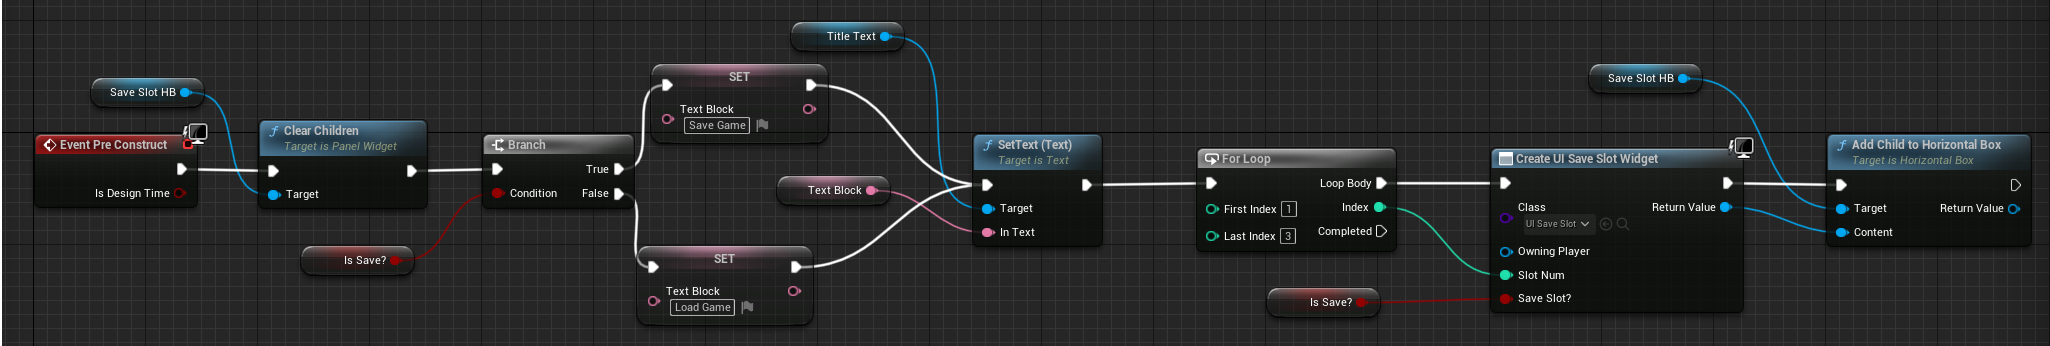 Event Pre Construct
Is Design Time
Save Slot HB
Clear Children
Target is Panel Widget
Target
Is Save?
Branch
Condition
True
False
SET
Text Block
Save Game
SET
Text Block
Load Game
Title Text
Text Block
SetText (Text)
Target is Text
Target
In Text
For Loop
First Index 1
Last Index 3
Loop Body
Index
Completed
Is Save?
Create UI Save Slot Widget
Class
UI Save Slot
Owning Player
Slot Num
Save Slot?
Return Value
Save Slot HB
Add Child to Horizontal Box
Target is Horizontal Box
Target
Content
Return Value